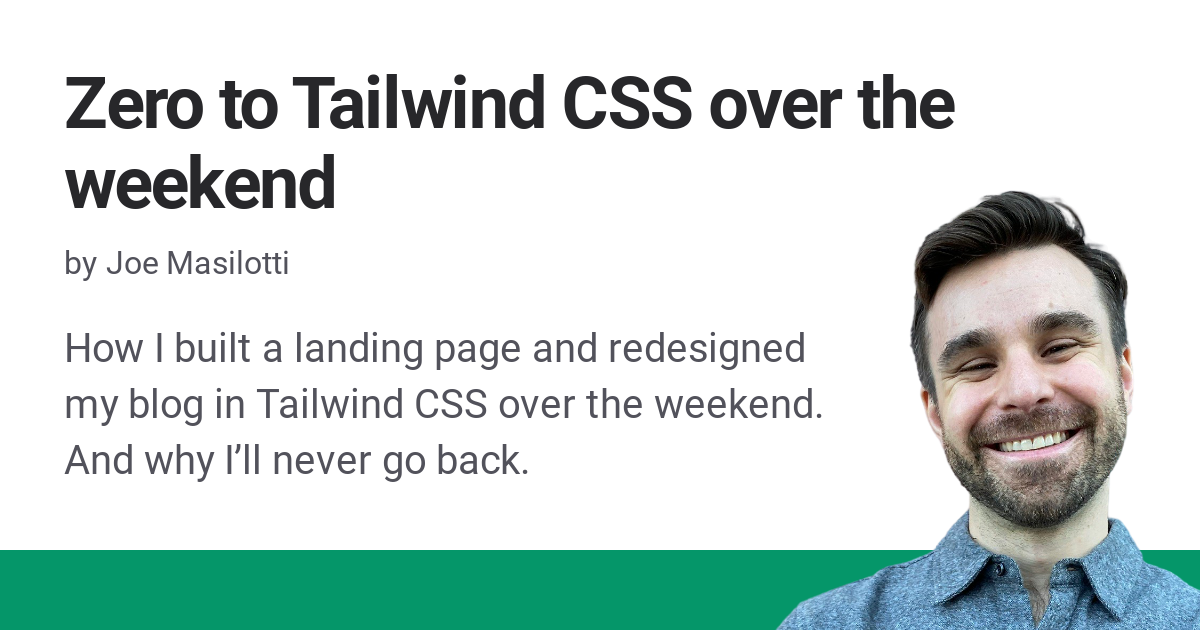 Zero to Tailwind CSS over the
weekend
by Joe Masilotti
How I built a landing page and redesigned
my blog in Tailwind CSS over the weekend.
And why I’ll never go back.